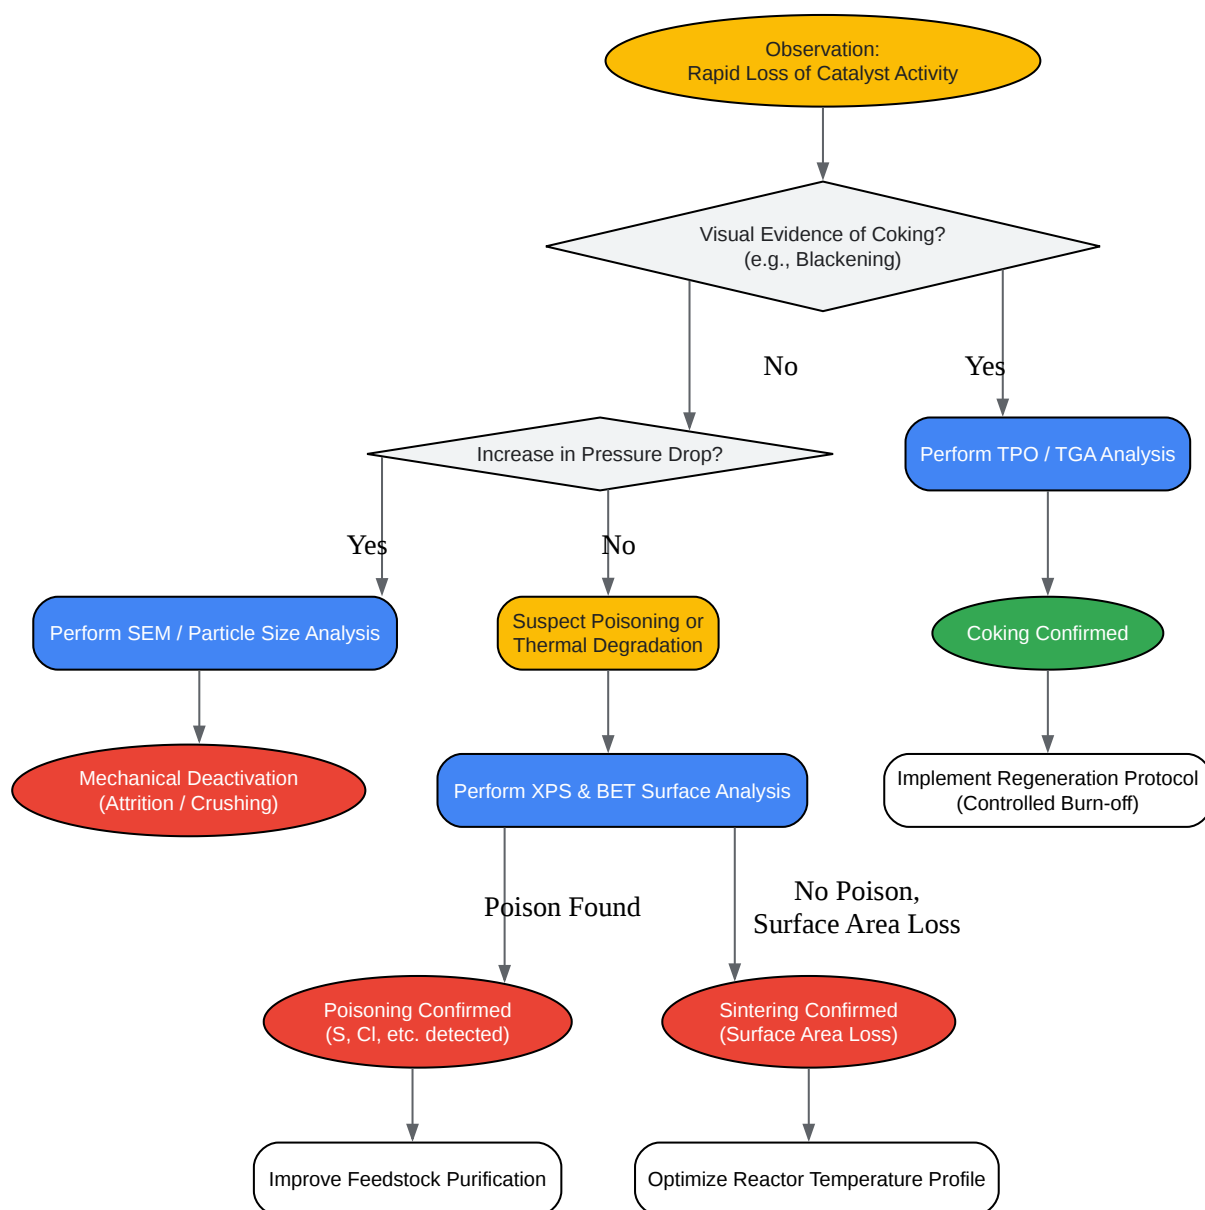 Observation:
Rapid Loss of Catalyst Activity
Visual Evidence of Coking?
(e.g., Blackening)
No
Yes
Increase in Pressure Drop?
Perform TPO / TGA Analysis
Yes
No
Perform SEM / Particle Size Analysis
Suspect Poisoning or
Thermal Degradation
Coking Confirmed
Mechanical Deactivation
(Attrition / Crushing)
Perform XPS & BET Surface Analysis
Implement Regeneration Protocol
(Controlled Burn-off)
Poison Found
No Poison,
Surface Area Loss
Poisoning Confirmed
(S, Cl, etc. detected)
Sintering Confirmed
(Surface Area Loss)
Improve Feedstock Purification
Optimize Reactor Temperature Profile